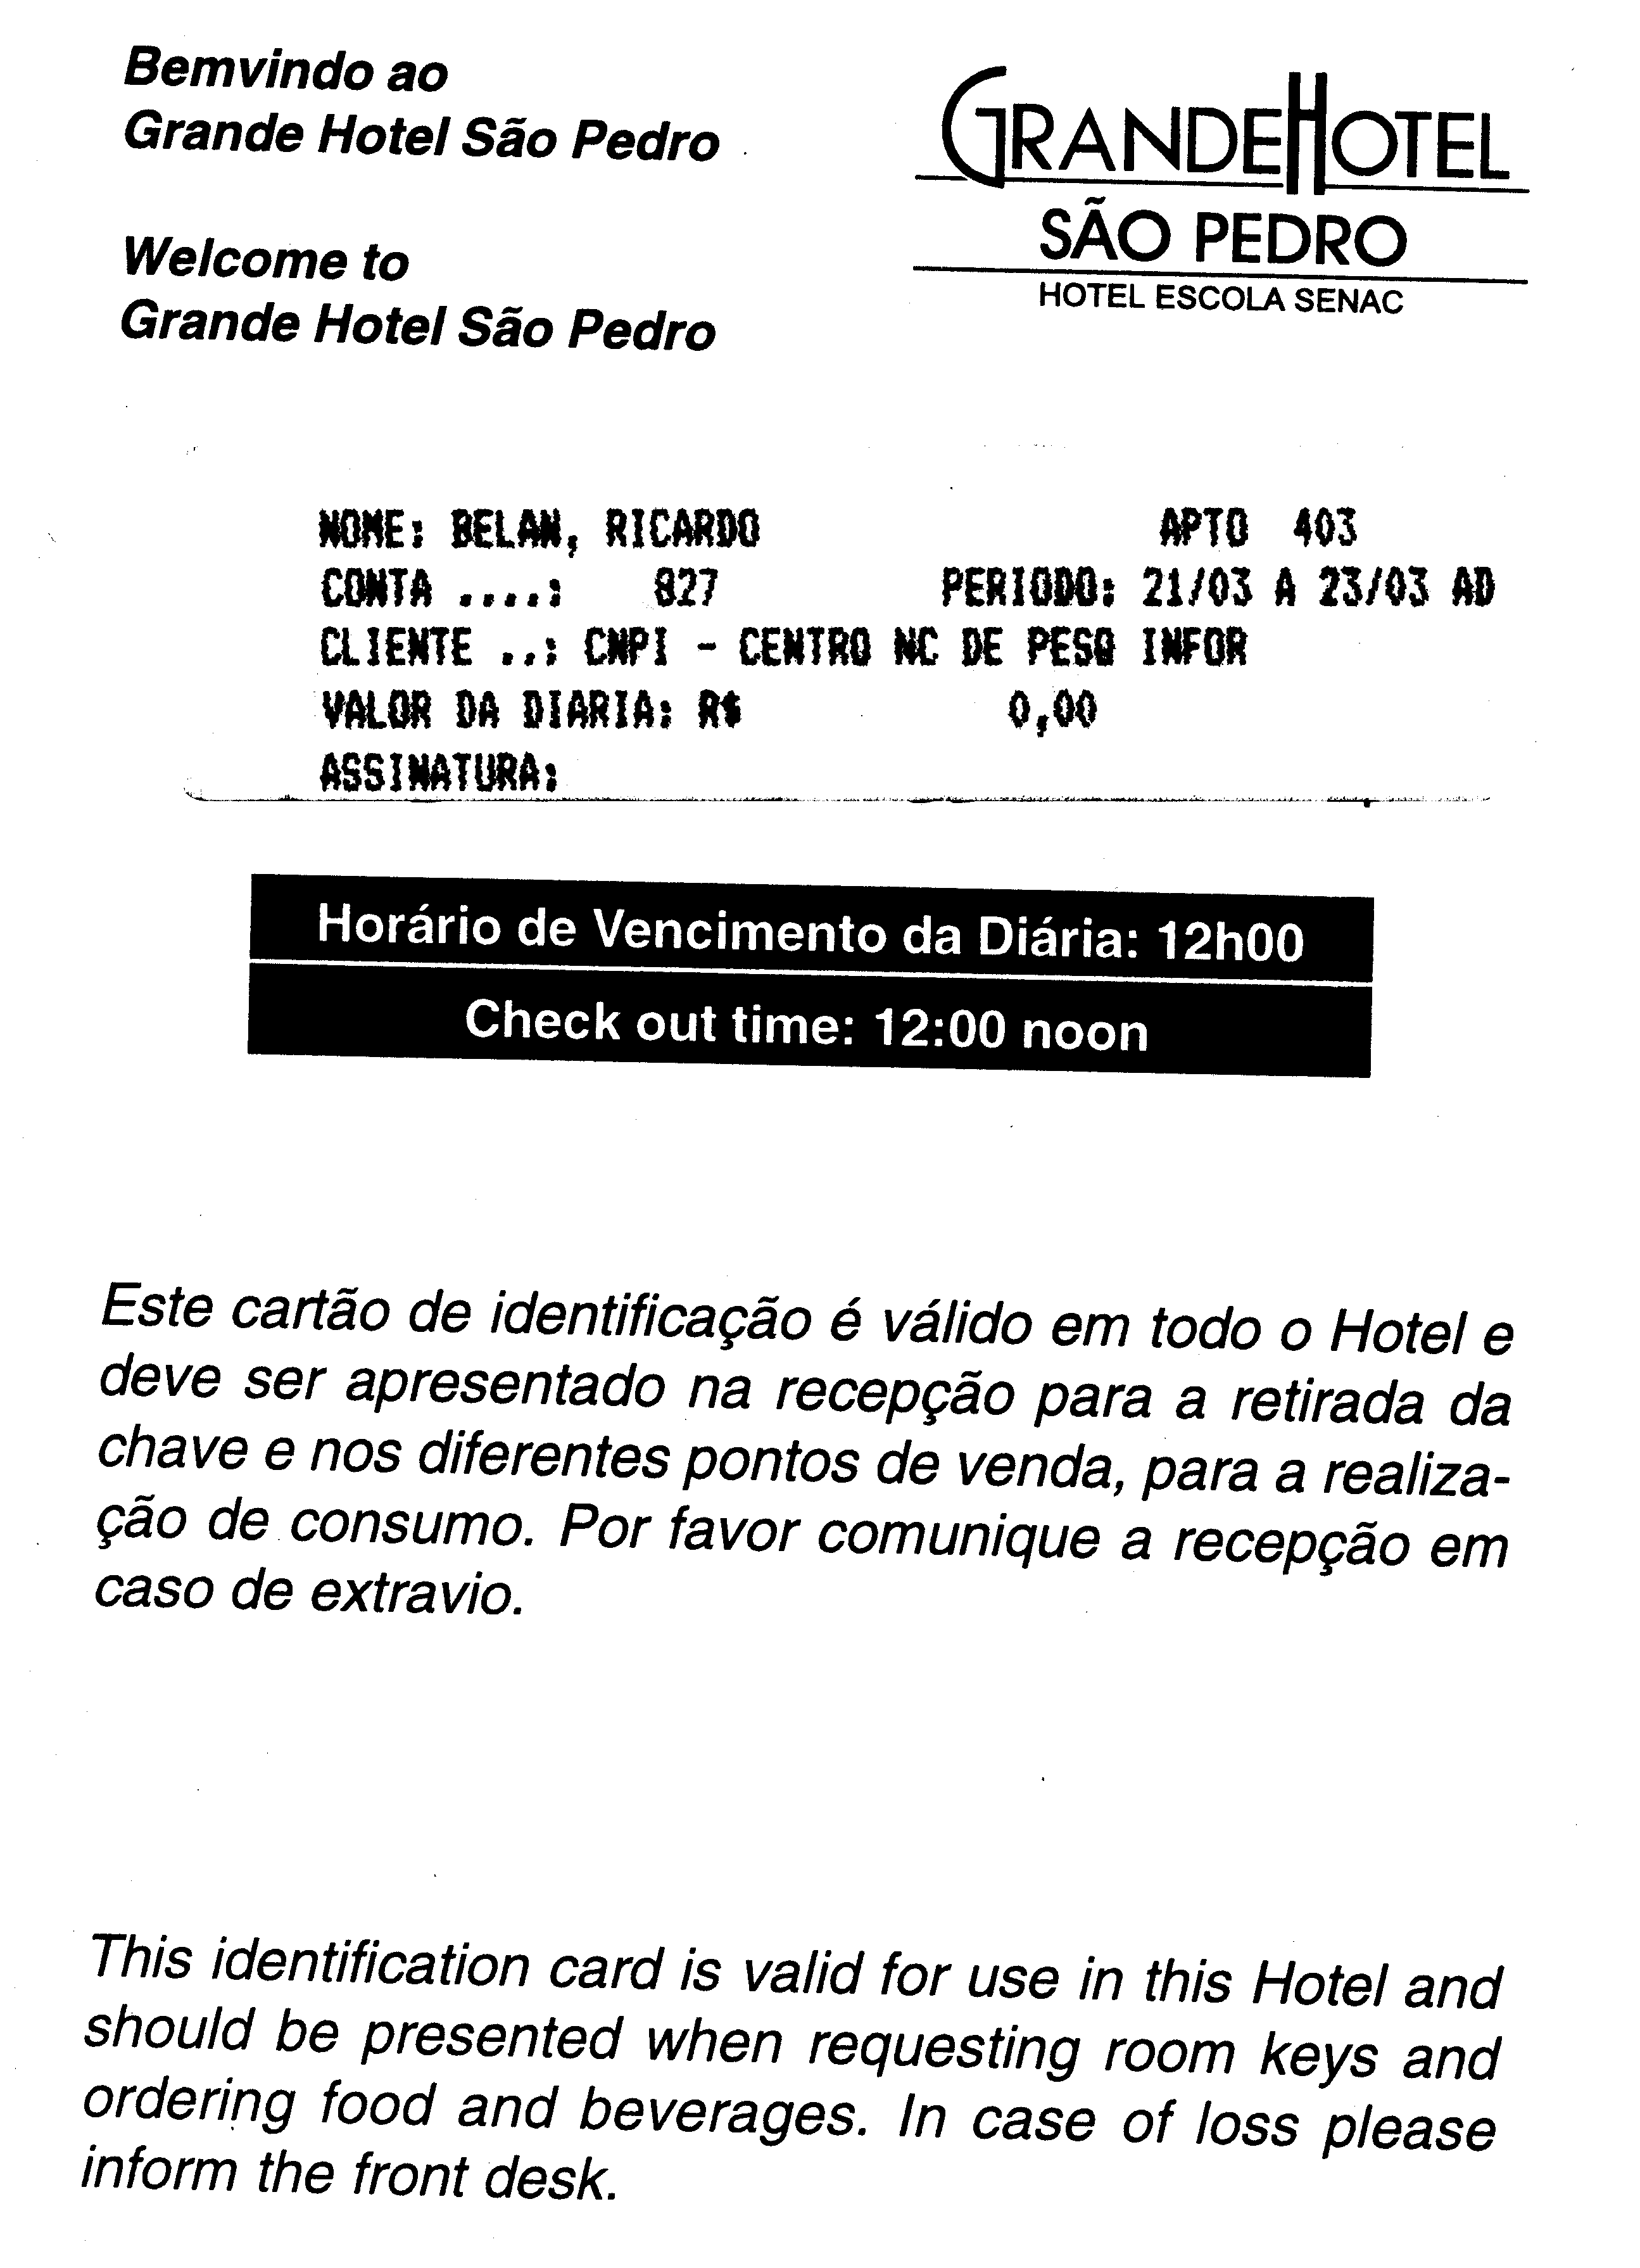 Bemvindo ao
Grande Hotel São Pedro
Welcome to
Grande Hotel São Pedro
GRANDEHOTEL
SÃO PEDRO
HOTEL ESCOLA SENAC
NOME: BELAN, RICARDO APTO 403
CONTA ....: 827 PERIODO: 21/03 A 23/03 AD
CLIENTE ..: CNPI - CENTRO NC DE PESQ INFOR
VALOR DA DIARIA: R$ 0,00
ASSINATURA:
Horário de Vencimento da Diária: 12h00
Check out time: 12:00 noon
Este cartão de identificação é válido em todo o Hotel e
deve ser apresentado na recepção para a retirada da
chave e nos diferentes pontos de venda, para a realiza-
ção de consumo. Por favor comunique a recepção em
caso de extravio.
This identification card is valid for use in this Hotel and
should be presented when requesting room keys and
ordering food and beverages. In case of loss please
inform the front desk.